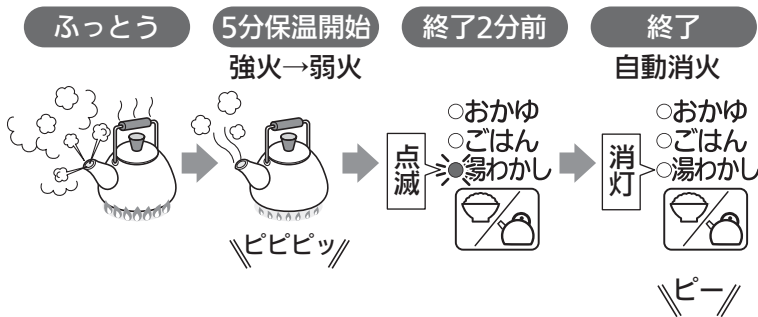 ふっとう
5分保温開始
強火→弱火
ピピピッ
終了2分前
点滅
○おかゆ
○ごはん
●湯わかし
終了
自動消火
消灯
○おかゆ
○ごはん
○湯わかし
ピー